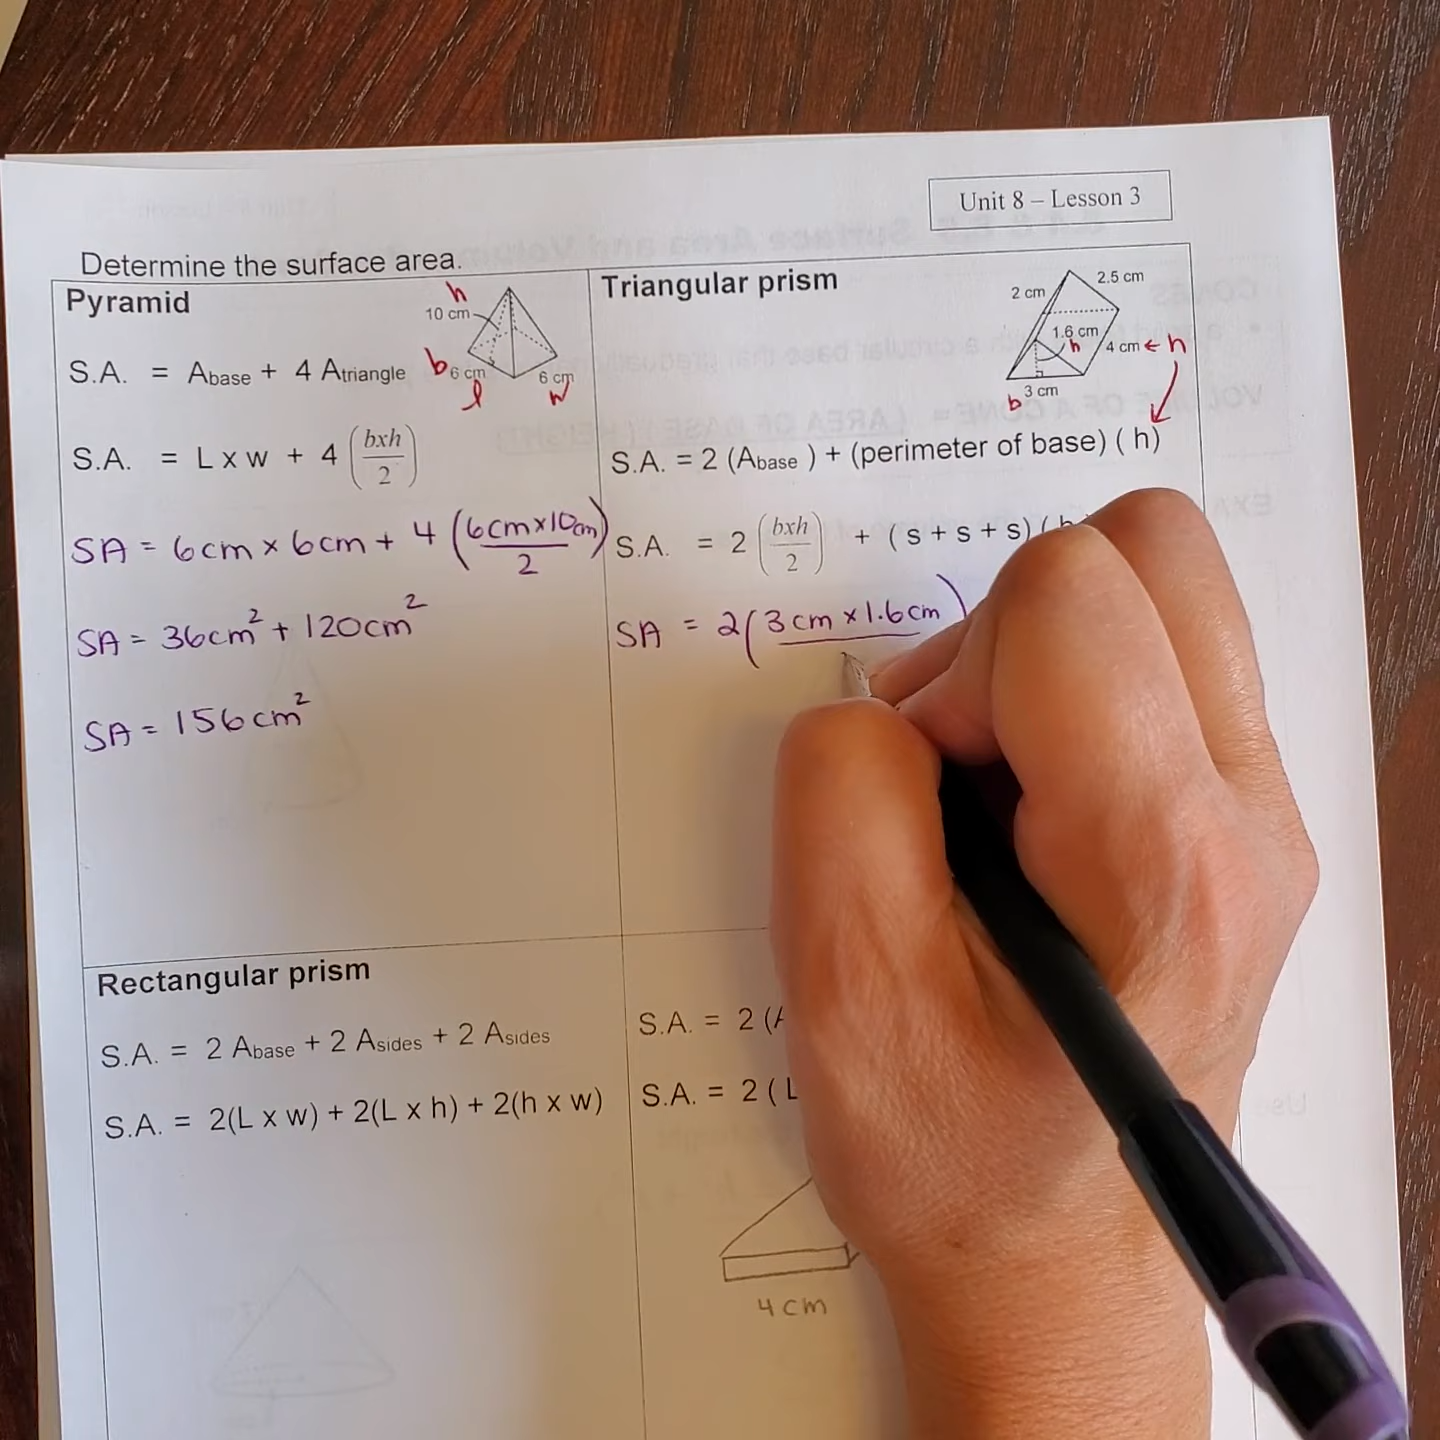 Unit 8 – Lesson 3
Determine the surface area.
Pyramid
h
10 cm
b 6 cm
6 cm
l
w
S.A. = Abase + 4 Atriangle
S.A. = L x w + 4 (bxh/2)
SA = 6cm x 6cm + 4 (6cm x 10cm/2)
SA = 36cm² + 120cm²
SA = 156cm²
Triangular prism
2 cm
2.5 cm
1.6 cm
h
4 cm ← h
b 3 cm
S.A. = 2 (Abase ) + (perimeter of base) ( h)
S.A. = 2 (bxh/2) + ( s + s + s) (
SA = 2(3cm x 1.6cm)
Rectangular prism
S.A. = 2 Abase + 2 Asides + 2 Asides
S.A. = 2(L x w) + 2(L x h) + 2(h x w)
S.A. = 2 (
S.A. = 2 ( L
4 cm